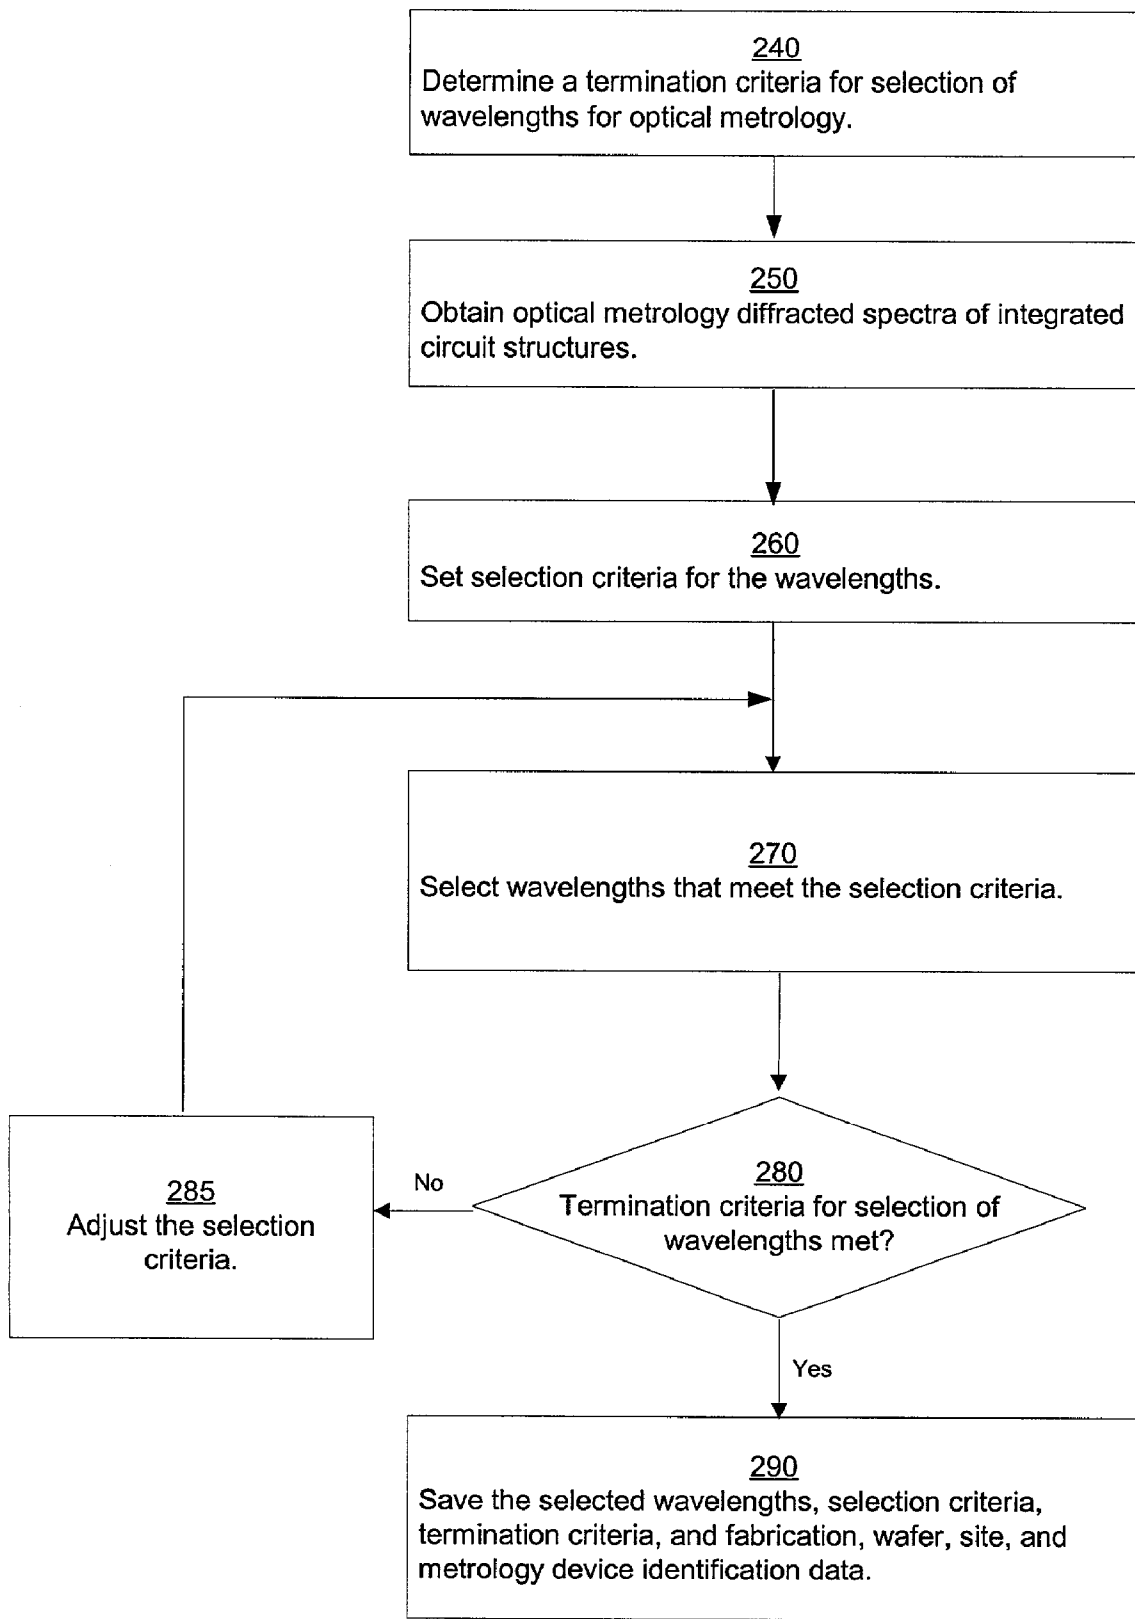 240
Determine a termination criteria for selection of
wavelengths for optical metrology.
250
Obtain optical metrology diffracted spectra of integrated
circuit structures.
260
Set selection criteria for the wavelengths.
270
Select wavelengths that meet the selection criteria.
280
Termination criteria for selection of
wavelengths met?
No
285
Adjust the selection
criteria.
Yes
290
Save the selected wavelengths, selection criteria,
termination criteria, and fabrication, wafer, site, and
metrology device identification data.